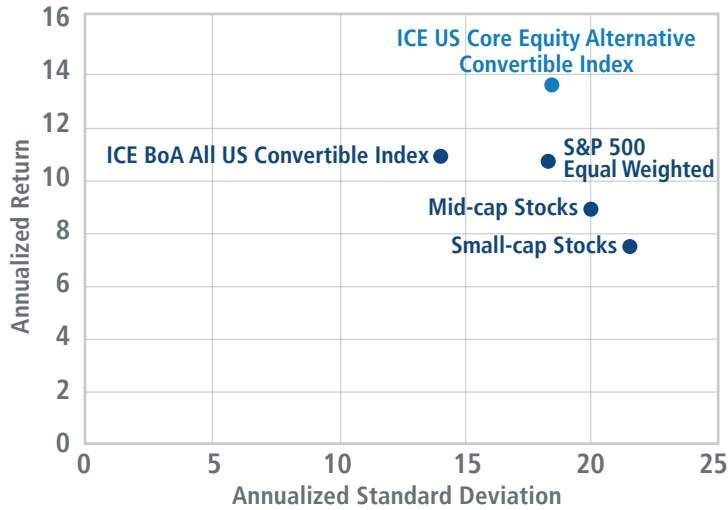 16
14
12
10
8
6
4
2
0
Annualized Return
ICE US Core Equity Alternative
Convertible Index
ICE BoA All US Convertible Index
S&P 500
Equal Weighted
Mid-cap Stocks
Small-cap Stocks
0 5 10 15 20 25
Annualized Standard Deviation